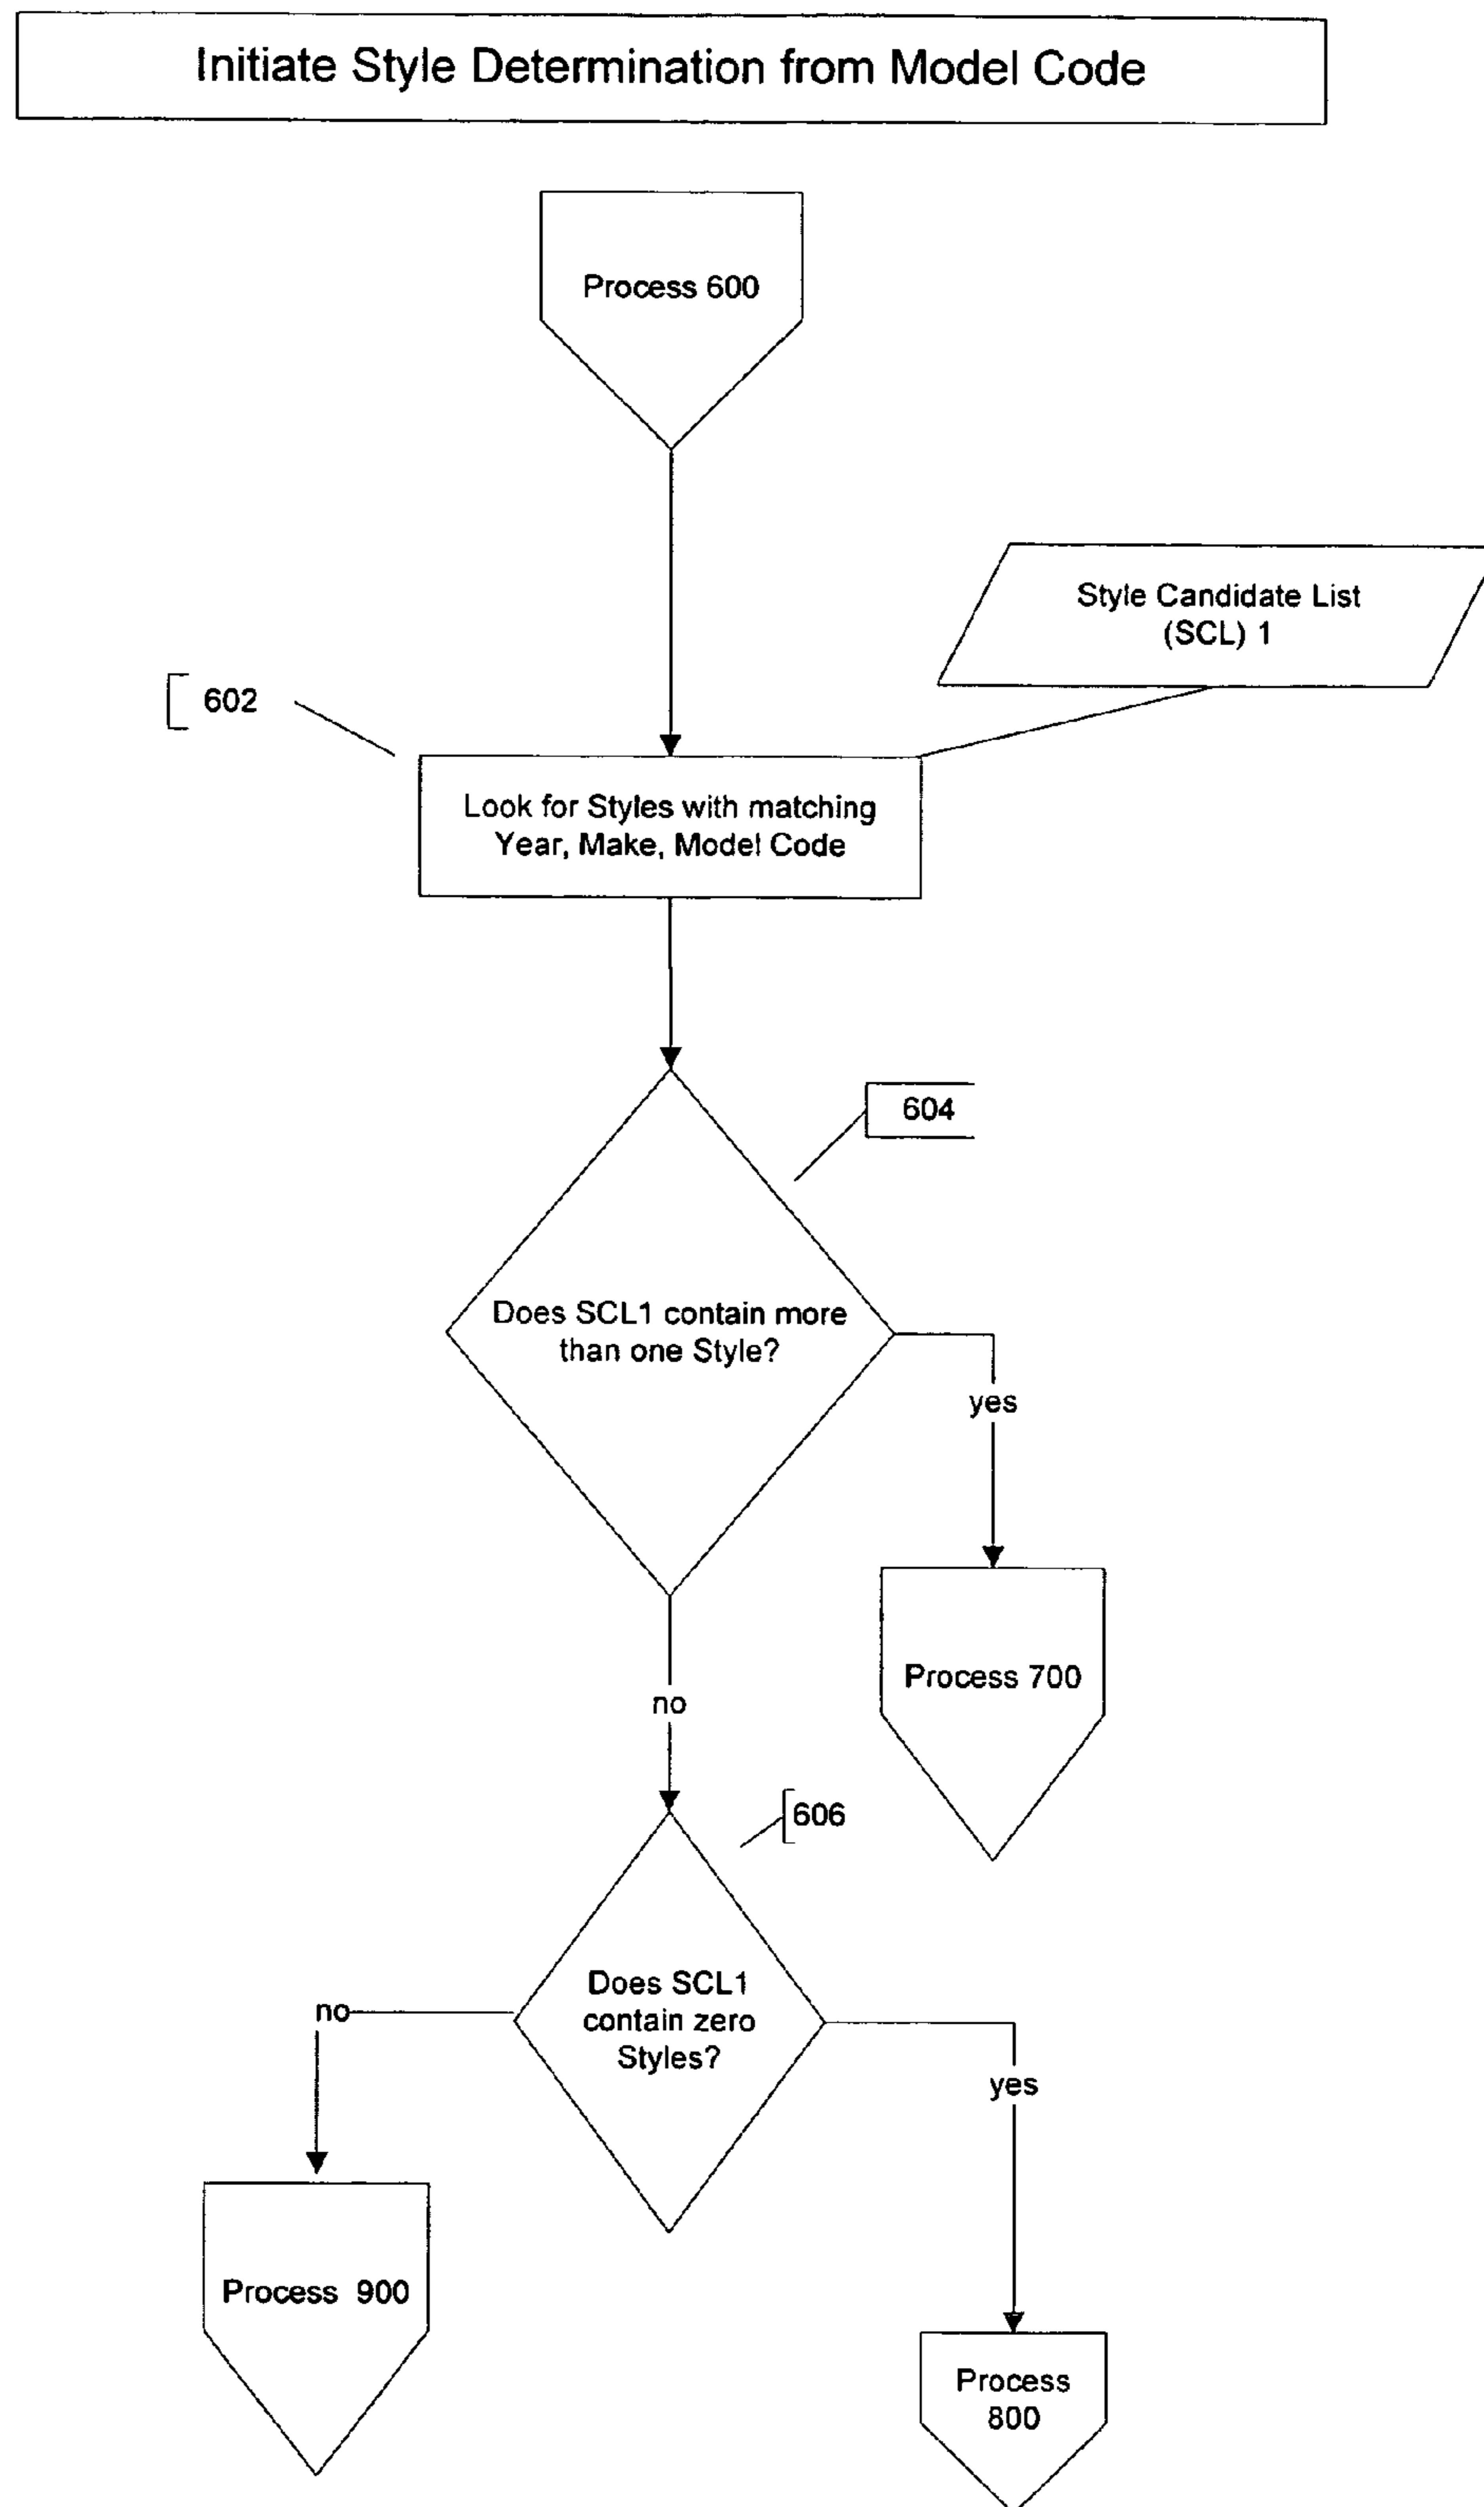 Initiate Style Determination from Model Code
Process 600
Style Candidate List
(SCL) 1
602
Look for Styles with matching
Year, Make, Model Code
604
Does SCL1 contain more
than one Style?
yes
Process 700
no
606
Does SCL1
contain zero
Styles?
no
yes
Process 900
Process
800